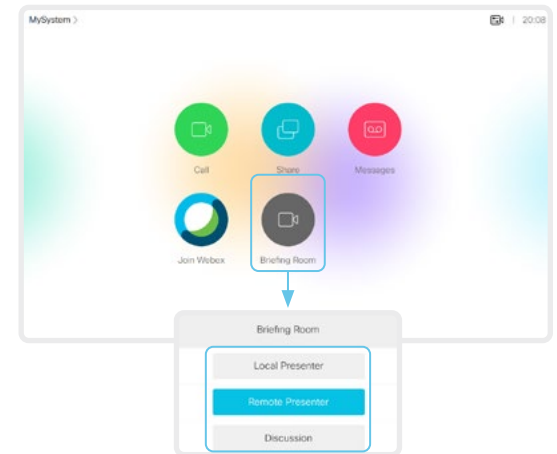 MySystem >
20:08
Call
Share
Messages
Join Webex
Briefing Room
Briefing Room
Local Presenter
Remote Presenter
Discussion